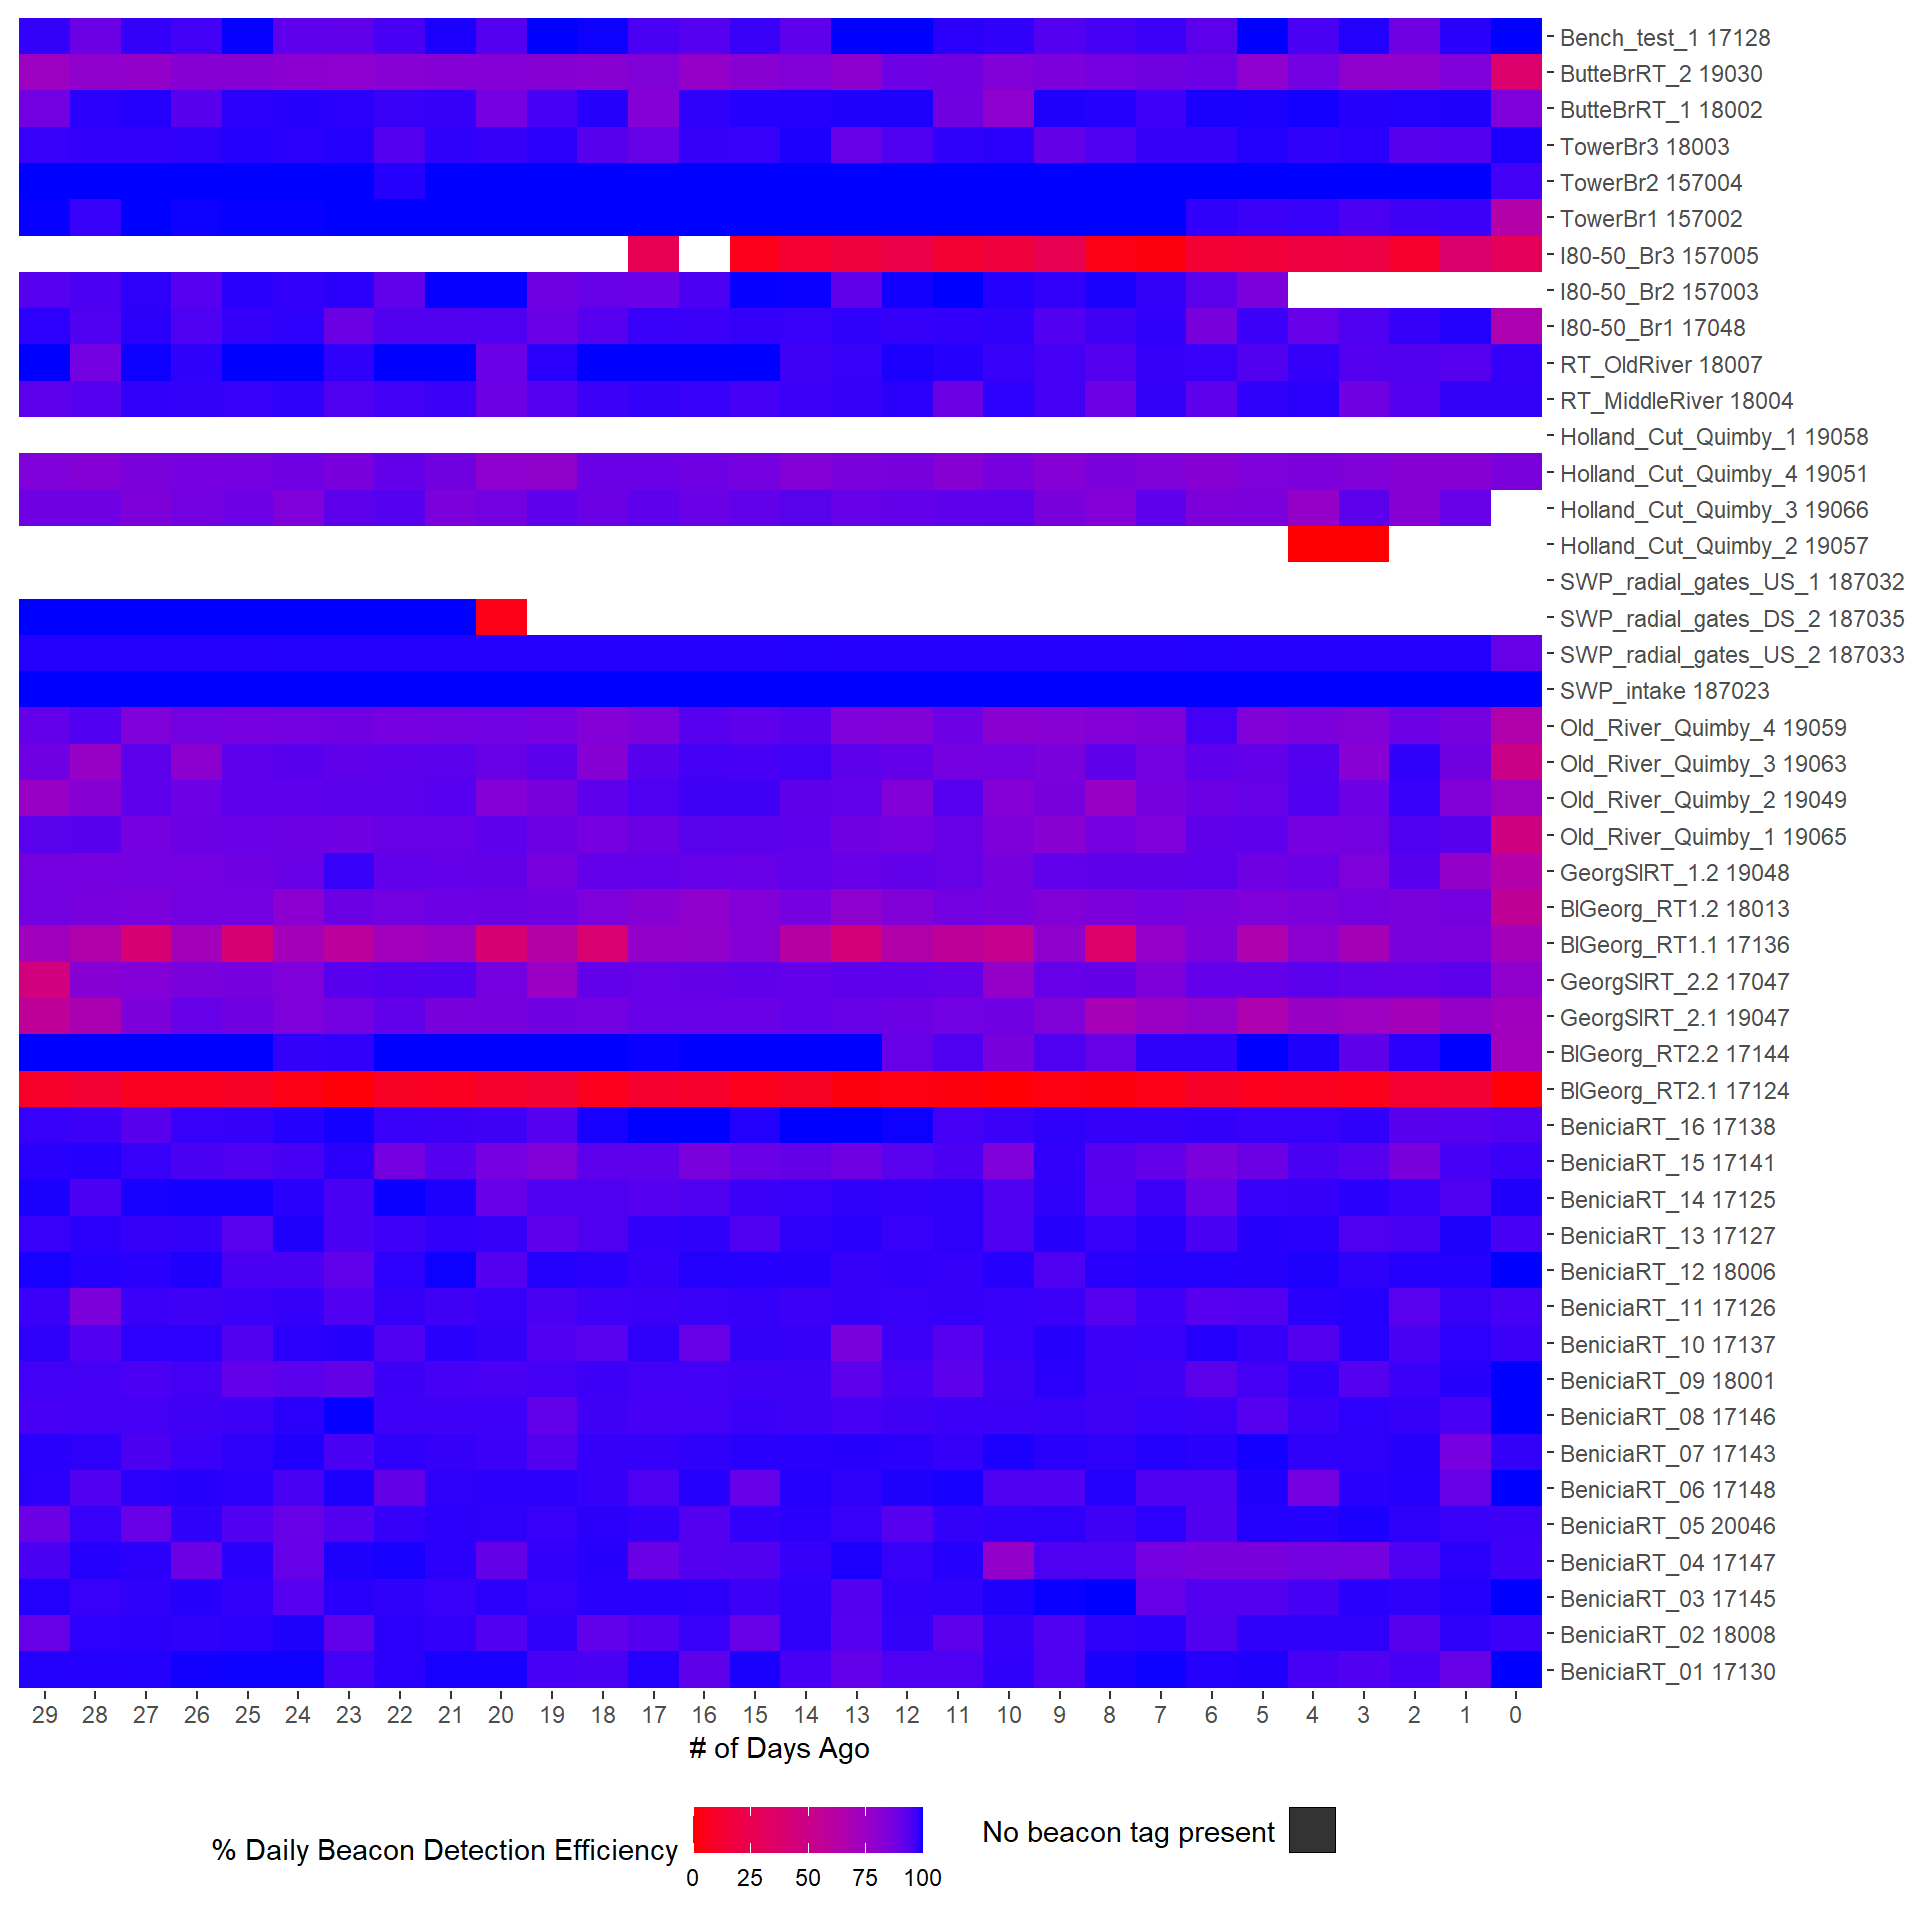 Bench_test_1 17128
ButteBrRT_2 19030
ButteBrRT_1 18002
TowerBr3 18003
TowerBr2 157004
TowerBr1 157002
I80-50_Br3 157005
I80-50_Br2 157003
I80-50_Br1 17048
RT_OldRiver 18007
RT_MiddleRiver 18004
Holland_Cut_Quimby_1 19058
Holland_Cut_Quimby_4 19051
Holland_Cut_Quimby_3 19066
Holland_Cut_Quimby_2 19057
SWP_radial_gates_US_1 187032
SWP_radial_gates_DS_2 187035
SWP_radial_gates_US_2 187033
SWP_intake 187023
Old_River_Quimby_4 19059
Old_River_Quimby_3 19063
Old_River_Quimby_2 19049
Old_River_Quimby_1 19065
GeorgSlRT_1.2 19048
BlGeorg_RT1.2 18013
BlGeorg_RT1.1 17136
GeorgSlRT_2.2 17047
GeorgSlRT_2.1 19047
BlGeorg_RT2.2 17144
BlGeorg_RT2.1 17124
BeniciaRT_16 17138
BeniciaRT_15 17141
BeniciaRT_14 17125
BeniciaRT_13 17127
BeniciaRT_12 18006
BeniciaRT_11 17126
BeniciaRT_10 17137
BeniciaRT_09 18001
BeniciaRT_08 17146
BeniciaRT_07 17143
BeniciaRT_06 17148
BeniciaRT_05 20046
BeniciaRT_04 17147
BeniciaRT_03 17145
BeniciaRT_02 18008
BeniciaRT_01 17130
29 28 27 26 25 24 23 22 21 20 19 18 17 16 15 14 13 12 11 10 9 8 7 6 5 4 3 2 1 0
# of Days Ago
% Daily Beacon Detection Efficiency
0 25 50 75 100
No beacon tag present